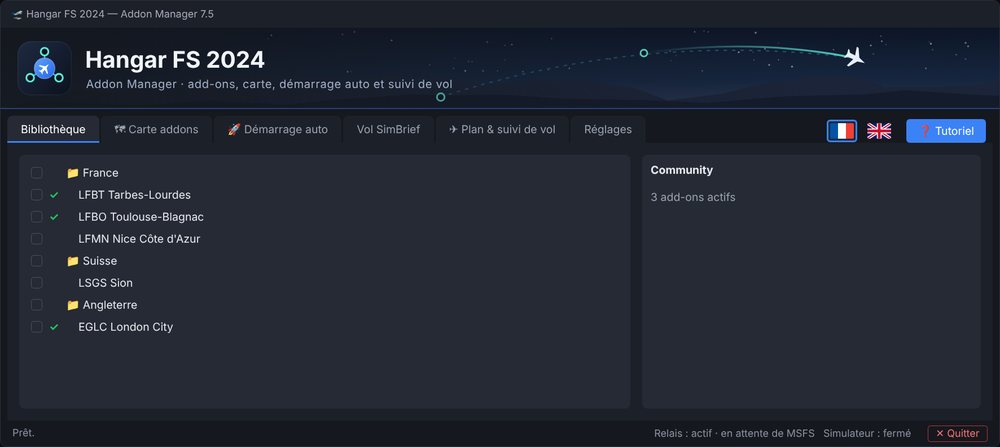 Hangar FS 2024 — Addon Manager 7.5
Hangar FS 2024
Addon Manager · add-ons, carte, démarrage auto et suivi de vol
Bibliothèque
Carte addons
Démarrage auto
Vol SimBrief
Plan & suivi de vol
Réglages
❓ Tutoriel
France
✓ LFBT Tarbes-Lourdes
✓ LFBO Toulouse-Blagnac
LFMN Nice Côte d'Azur
Suisse
LSGS Sion
Angleterre
✓ EGLC London City
Community
3 add-ons actifs
Prêt.
Relais : actif · en attente de MSFS
Simulateur : fermé
✕ Quitter